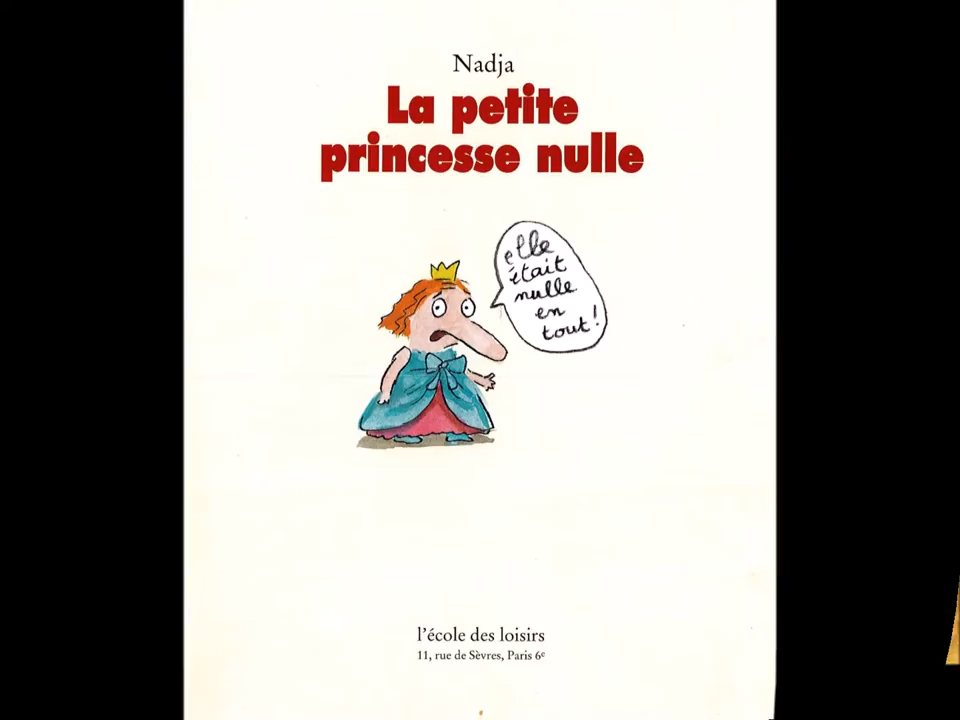 Nadja
La petite
princesse nulle
elle
était
nulle
en
tout !
l'école des loisirs
11, rue de Sèvres, Paris 6e